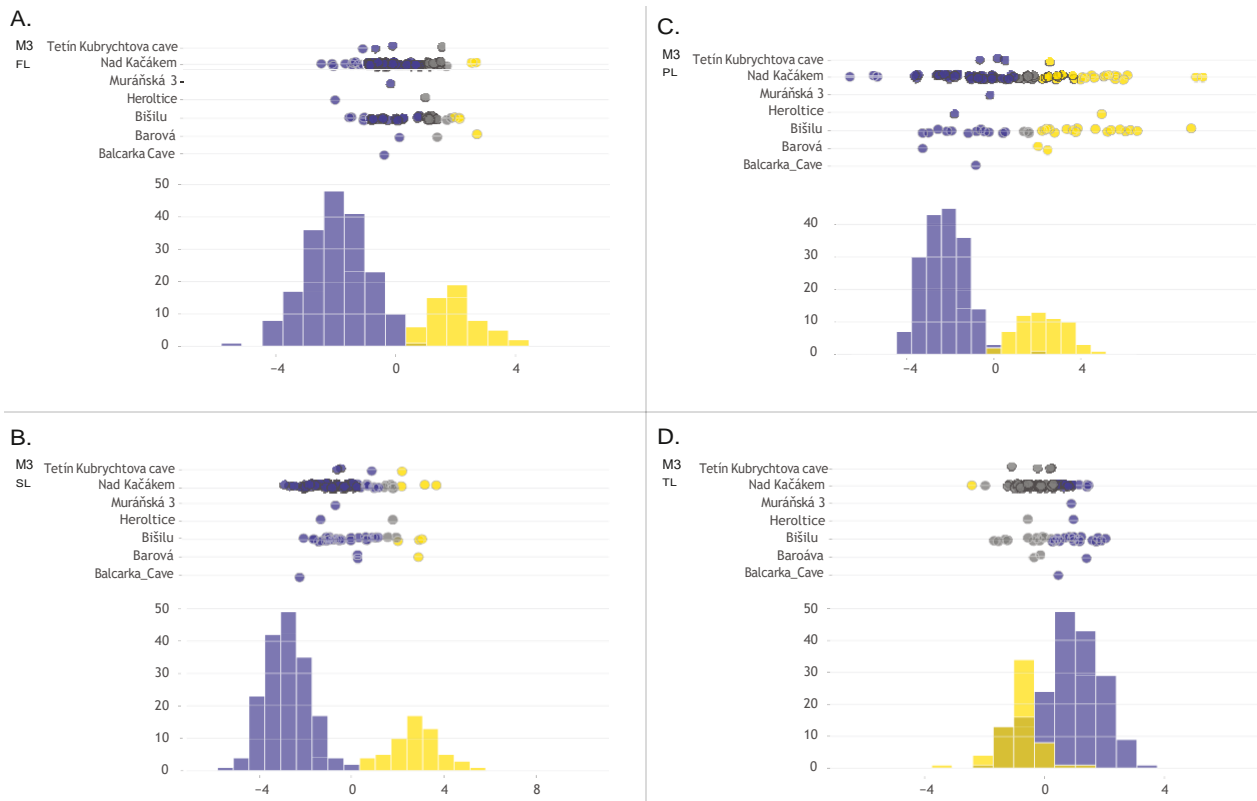 A.
M3
FL
Tetín Kubrychtova cave
Nad Kačákem
Muráňská 3
Heroltice
Bišilu
Barová
Balcarka Cave
50
40
30
20
10
0
−4 0 4
C.
M3
PL
Tetín Kubrychtova cave
Nad Kačákem
Muráňská 3
Heroltice
Bišilu
Barová
Balcarka_Cave
40
30
20
10
0
−4 0 4
B.
M3
SL
Tetín Kubrychtova cave
Nad Kačákem
Muráňská 3
Heroltice
Bišilu
Barová
Balcarka_Cave
50
40
30
20
10
0
−4 0 4 8
D.
M3
TL
Tetín Kubrychtova cave
Nad Kačákem
Muráňská 3
Heroltice
Bišilu
Baroáva
Balcarka_Cave
50
40
30
20
10
0
−4 0 4